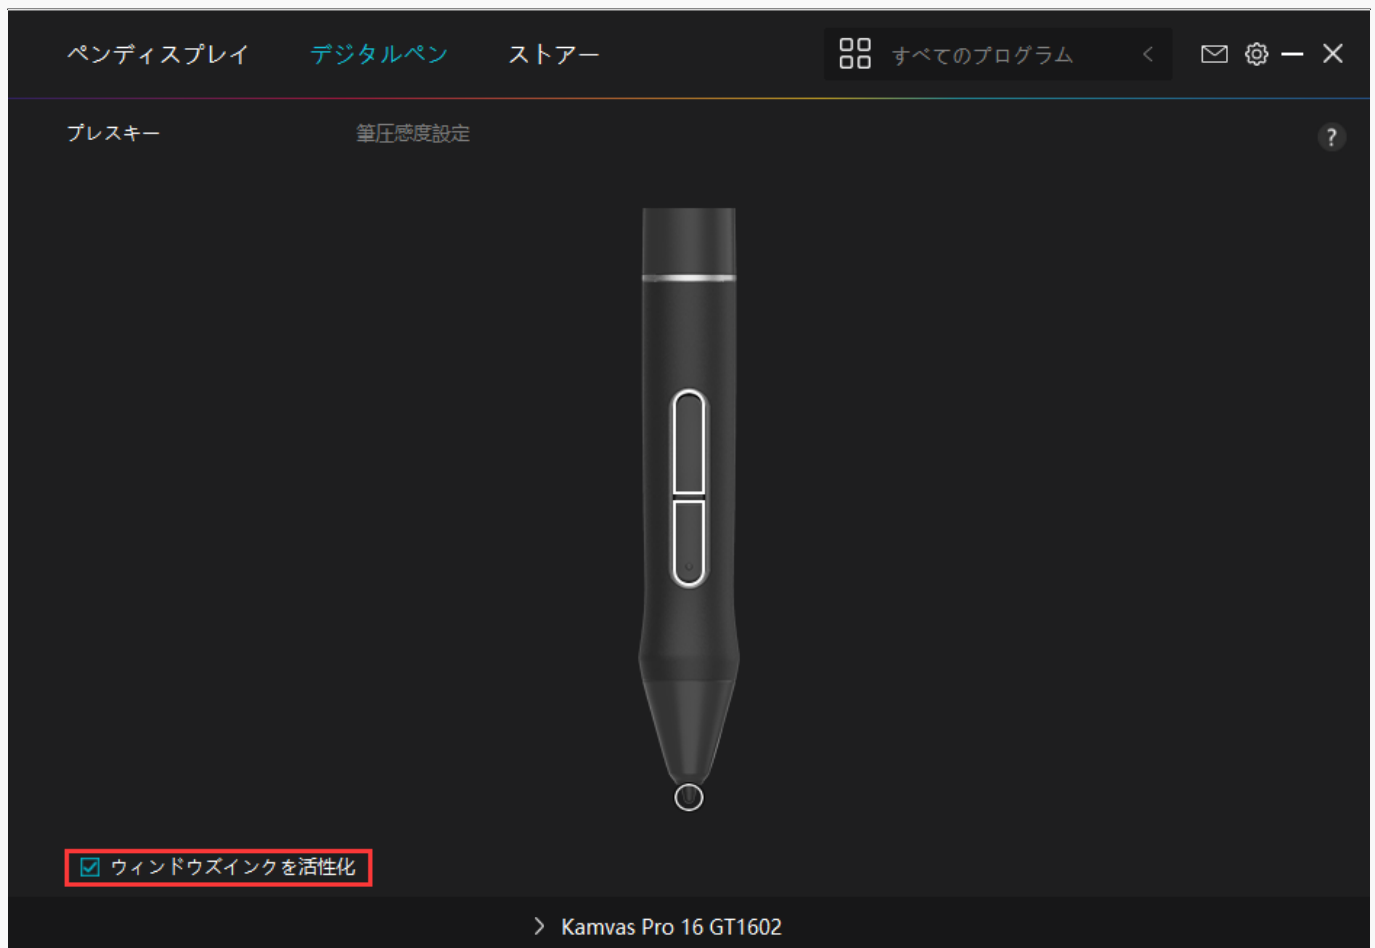 ペンディスプレイ デジタルペン ストアー すべてのプログラム
プレスキー 筆圧感度設定 ?
ウィンドウズインクを活性化
Kamvas Pro 16 GT1602